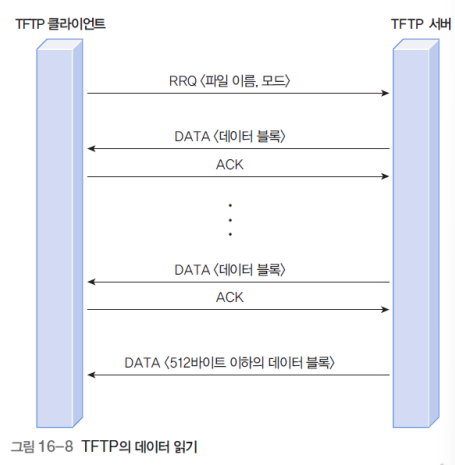 TFTP 클라이언트 TFTP 서버
RRQ 〈파일 이름, 모드〉
DATA 〈데이터 블록〉
ACK
DATA 〈데이터 블록〉
ACK
DATA 〈512바이트 이하의 데이터 블록〉
그림 16-8 TFTP의 데이터 읽기